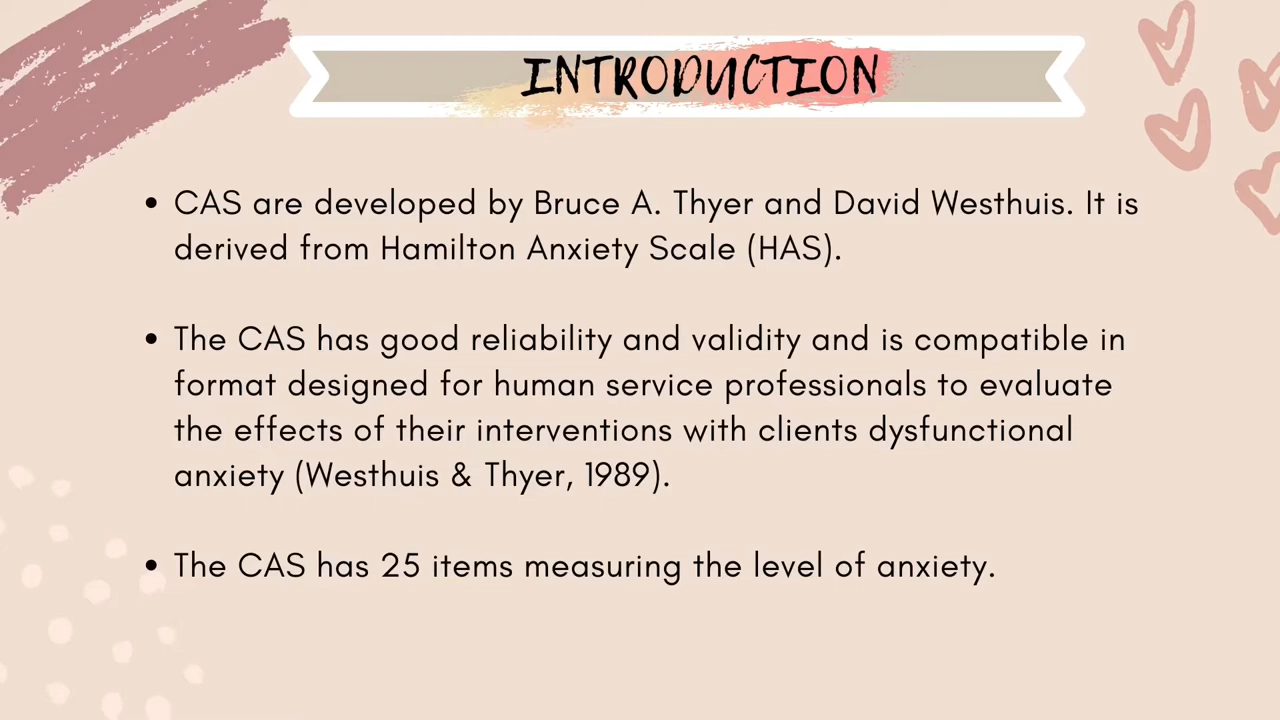 INTRODUCTION
• CAS are developed by Bruce A. Thyer and David Westhuis. It is
derived from Hamilton Anxiety Scale (HAS).
• The CAS has good reliability and validity and is compatible in
format designed for human service professionals to evaluate
the effects of their interventions with clients dysfunctional
anxiety (Westhuis & Thyer, 1989).
• The CAS has 25 items measuring the level of anxiety.